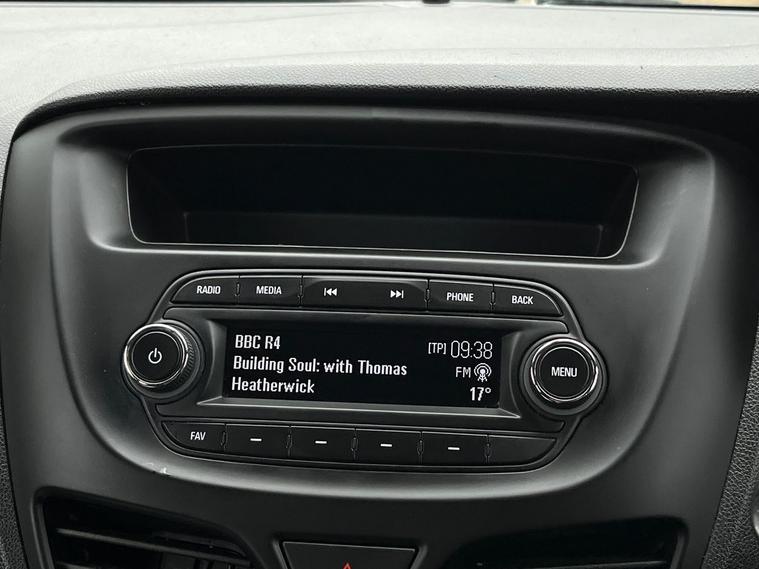 RADIO MEDIA PHONE BACK
BBC R4 [TP] 09:38
Building Soul: with Thomas FM
Heatherwick 17°
MENU
FAV